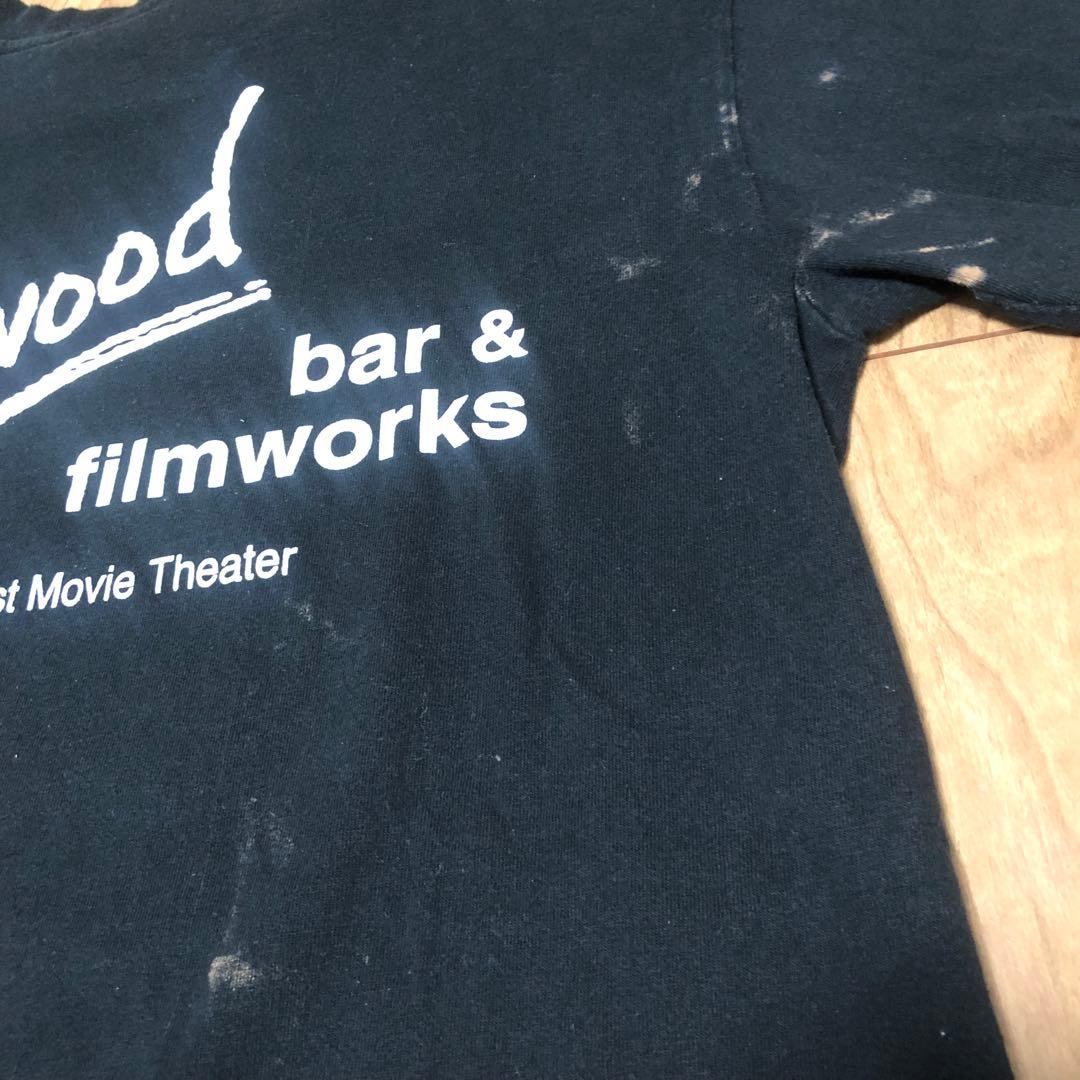 wood
bar &
filmworks
st Movie Theater